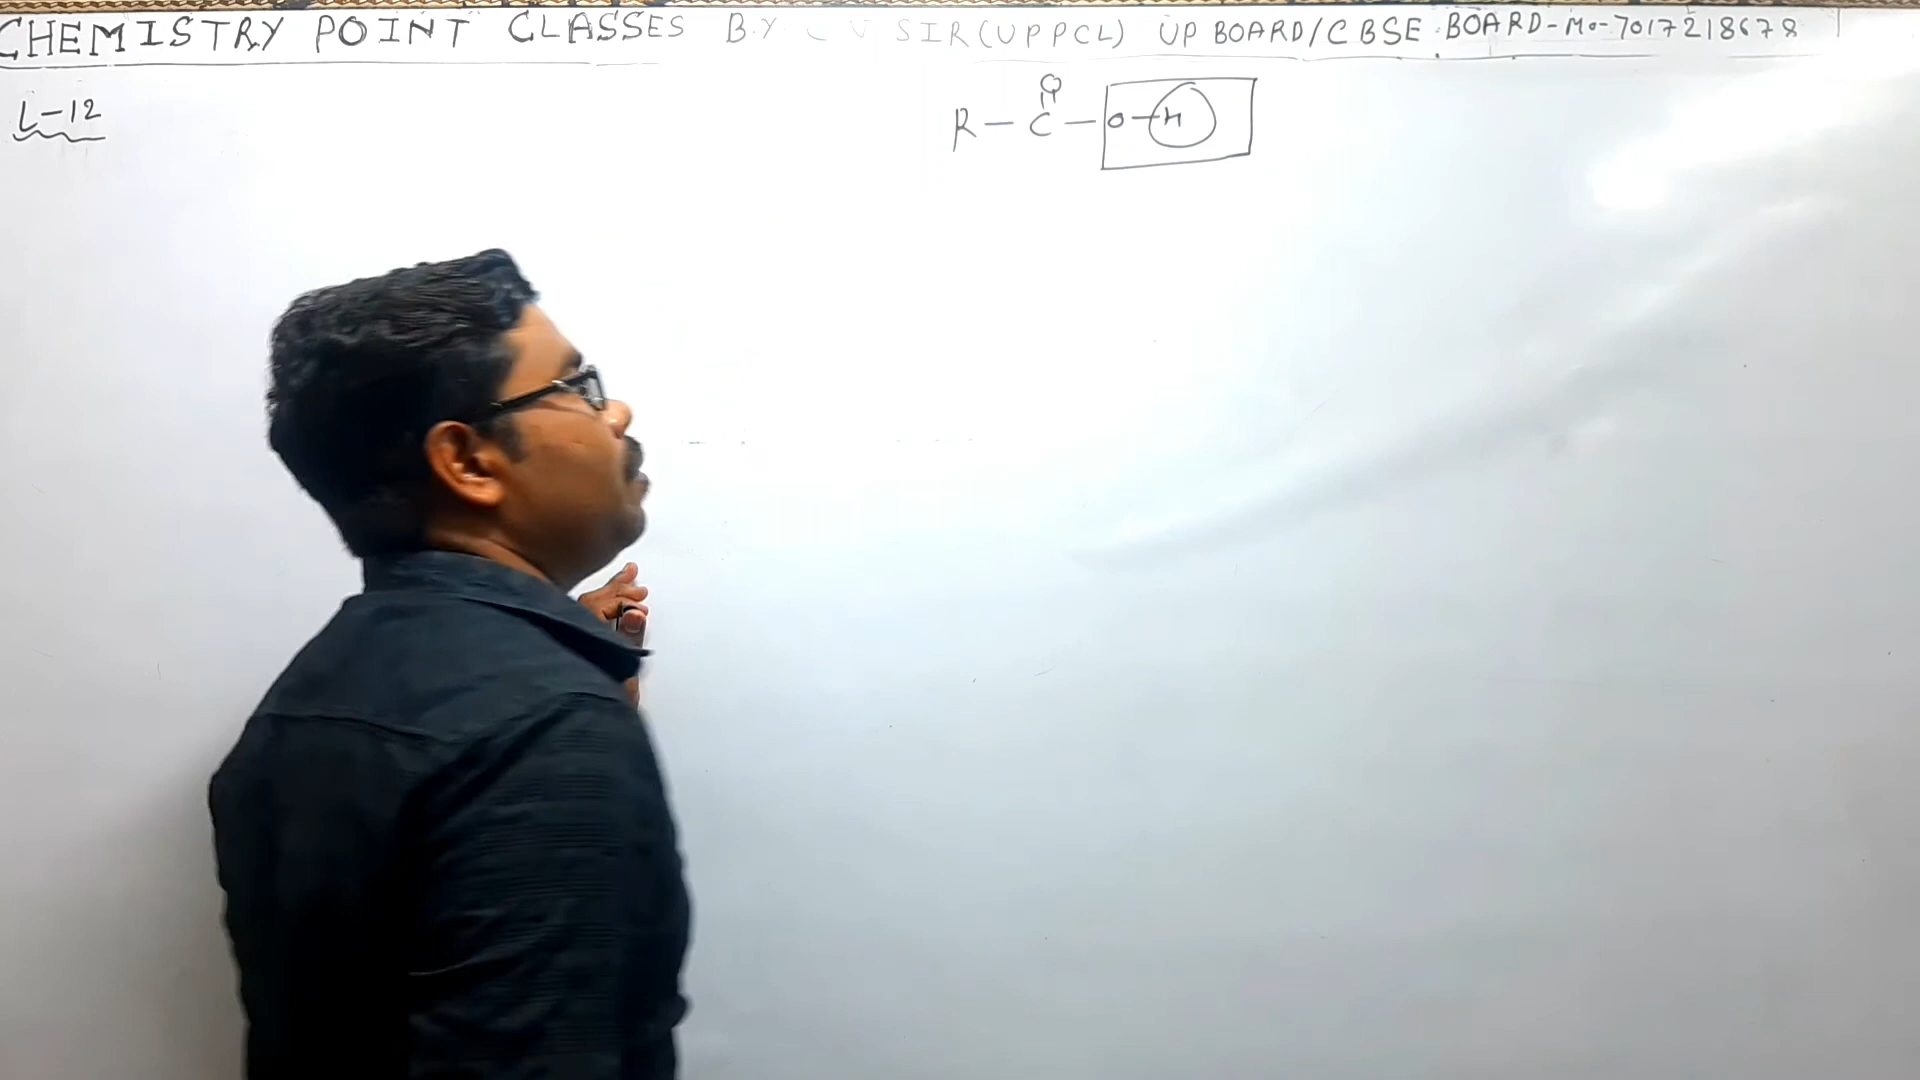 CHEMISTRY POINT CLASSES BY SIR (UPPCL) UP BOARD/CBSE BOARD-MO-7017218678
L-12
O
R-C-O-H